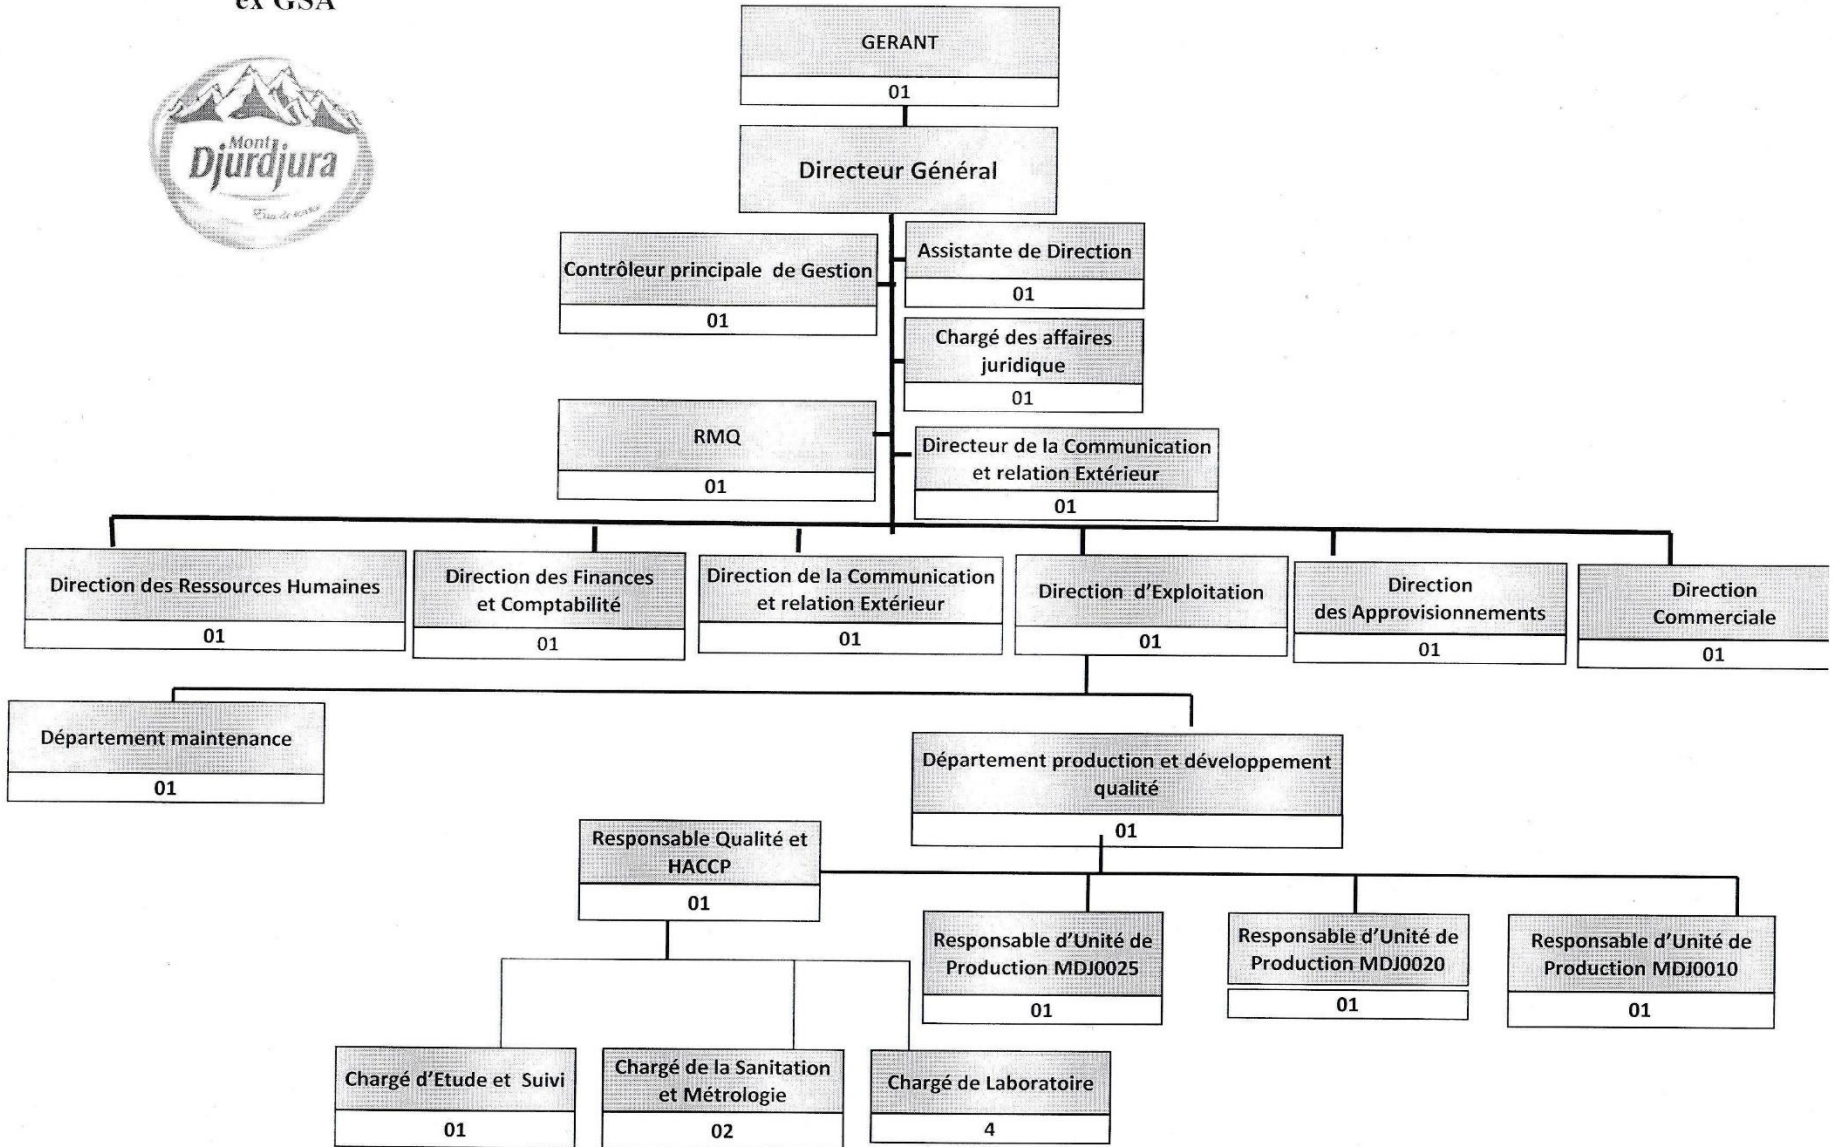 ex GSA
Mont
Djurdjura
Eau de source
GERANT
01
Directeur Général
Contrôleur principale de Gestion
01
Assistante de Direction
01
Chargé des affaires
juridique
01
RMQ
01
Directeur de la Communication
et relation Extérieur
01
Direction des Ressources Humaines
01
Direction des Finances
et Comptabilité
01
Direction de la Communication
et relation Extérieur
01
Direction d'Exploitation
01
Direction
des Approvisionnements
01
Direction
Commerciale
01
Département maintenance
01
Département production et développement
qualité
01
Responsable Qualité et
HACCP
01
Responsable d'Unité de
Production MDJ0025
01
Responsable d'Unité de
Production MDJ0020
01
Responsable d'Unité de
Production MDJ0010
01
Chargé d'Etude et Suivi
01
Chargé de la Sanitation
et Métrologie
02
Chargé de Laboratoire
4